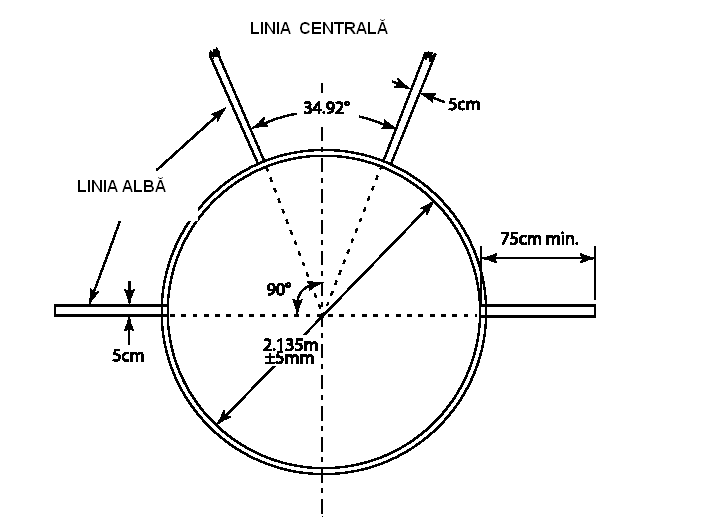 LINIA CENTRALĂ
34.92°
5cm
LINIA ALBĂ
75cm min.
90°
2.135m
±5mm
5cm